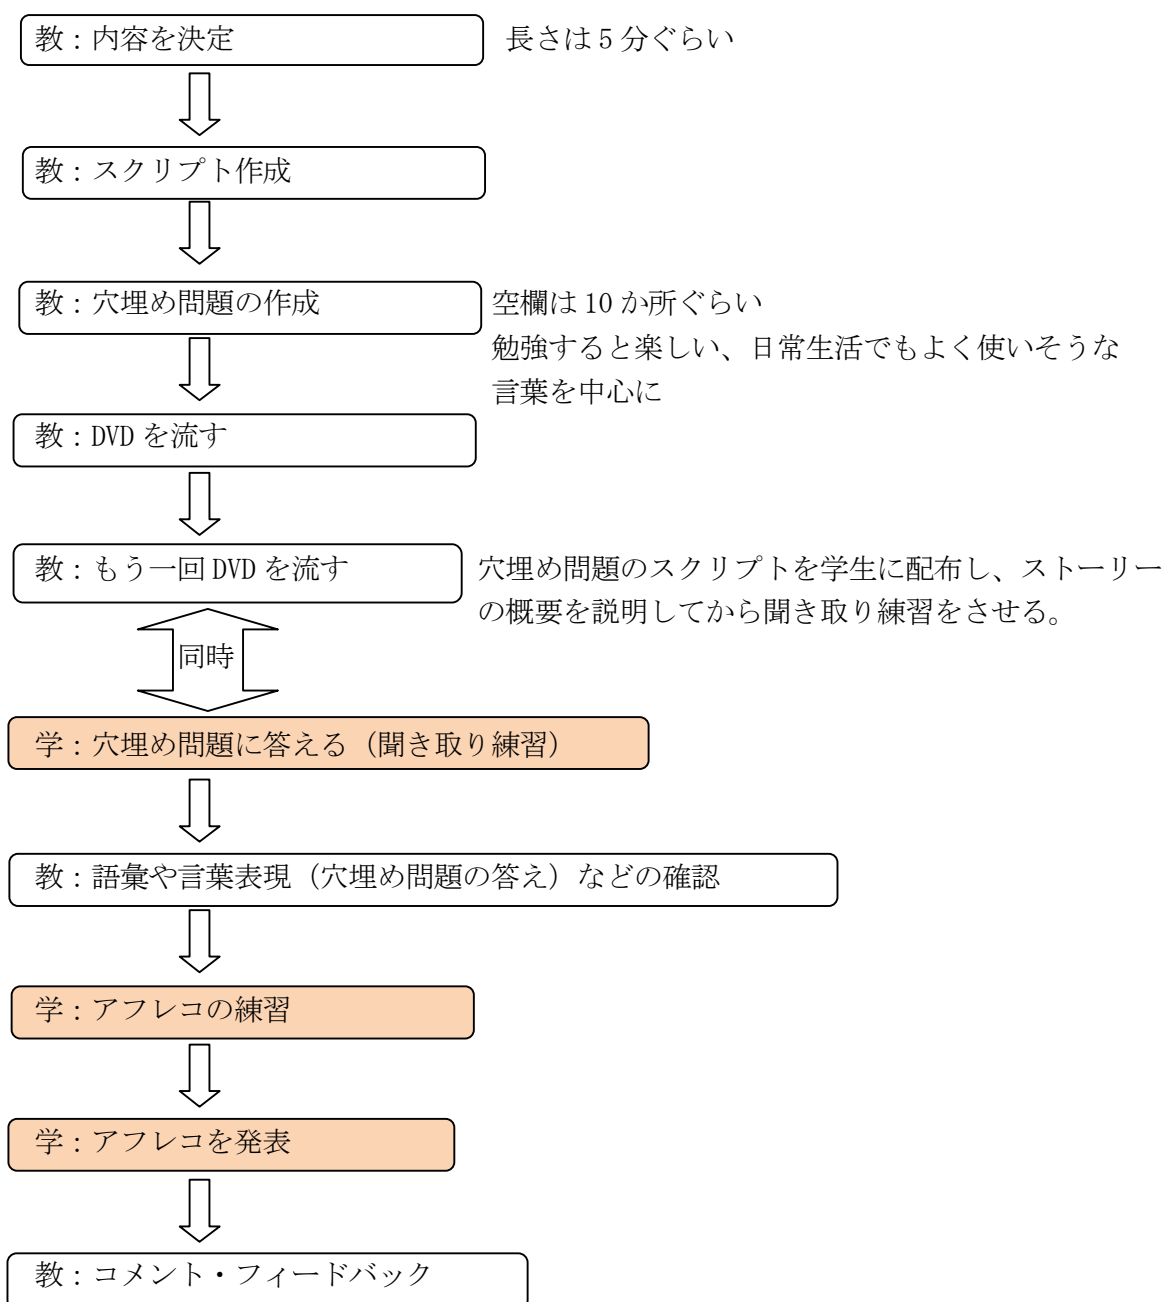 教：内容を決定
長さは5分ぐらい
教：スクリプト作成
教：穴埋め問題の作成
空欄は10か所ぐらい
勉強すると楽しい、日常生活でもよく使いそうな
言葉を中心に
教：DVDを流す
教：もう一回DVDを流す
穴埋め問題のスクリプトを学生に配布し、ストーリー
の概要を説明してから聞き取り練習をさせる。
同時
学：穴埋め問題に答える（聞き取り練習）
教：語彙や言葉表現（穴埋め問題の答え）などの確認
学：アフレコの練習
学：アフレコを発表
教：コメント・フィードバック